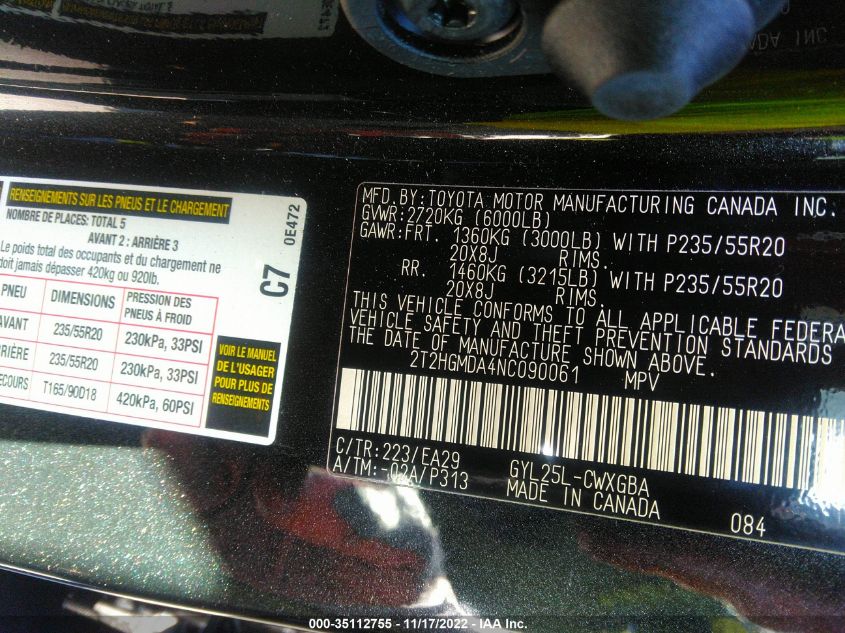 RENSEIGNEMENTS SUR LES PNEUS ET LE CHARGEMENT
NOMBRE DE PLACES: TOTAL 5
AVANT 2 : ARRIÈRE 3
Le poids total des occupants et du chargement ne
doit jamais dépasser 420kg ou 920lb.
PNEU DIMENSIONS PRESSION DES PNEUS À FROID
AVANT 235/55R20 230kPa, 33PSI
235/55R20 230kPa, 33PSI
T165/90D18 420kPa, 60PSI
VOIR LE MANUEL
DE L'USAGER
POUR PLUS DE
RENSEIGNEMENTS
C7 0E472
MFD.BY:TOYOTA MOTOR MANUFACTURING CANADA INC.
GVWR:2720KG (6000LB)
GAWR:FRT. 1360KG (3000LB) WITH P235/55R20
20X8J RIMS.
RR. 1460KG (3215LB) WITH P235/55R20
20X8J RIMS.
THIS VEHICLE CONFORMS TO ALL APPLICABLE FEDERA
VEHICLE SAFETY AND THEFT PREVENTION STANDARDS
THE DATE OF MANUFACTURE SHOWN ABOVE.
2T2HGMDA4NC090061 MPV
C/TR:223/EA29 GYL25L-CWXGBA
A/TM:-02A/P313 MADE IN CANADA
084
000-35112755 - 11/17/2022 - IAA Inc.